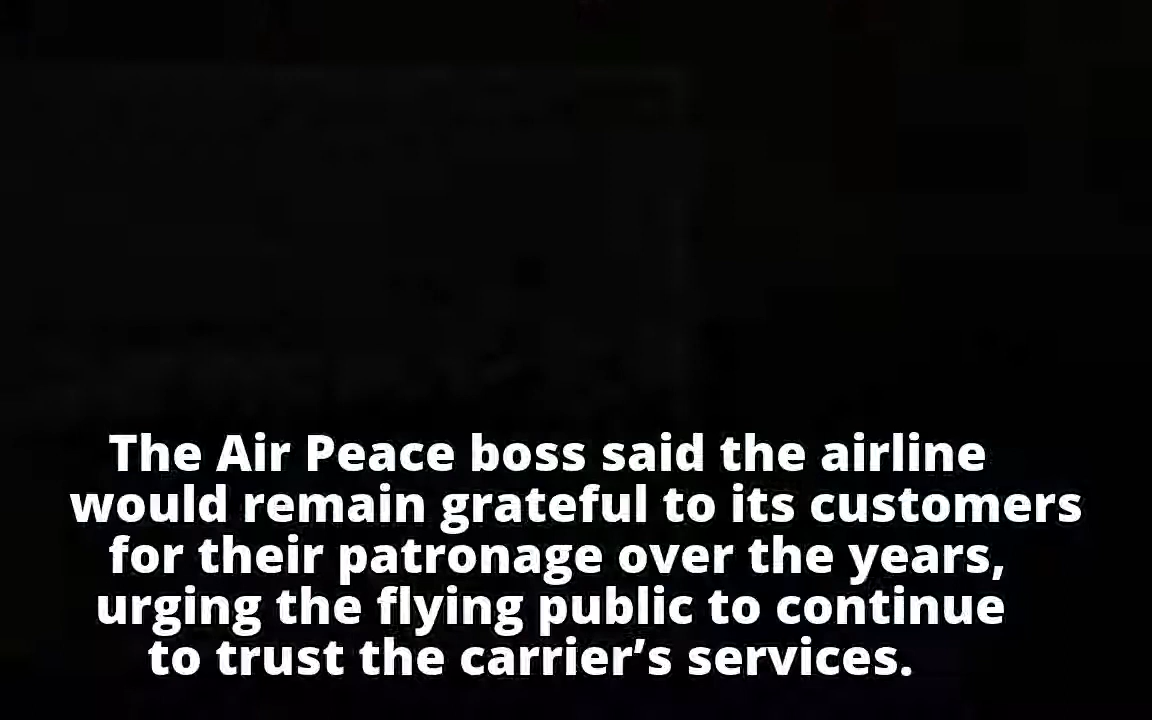 The Air Peace boss said the airline
would remain grateful to its customers
for their patronage over the years,
urging the flying public to continue
to trust the carrier’s services.